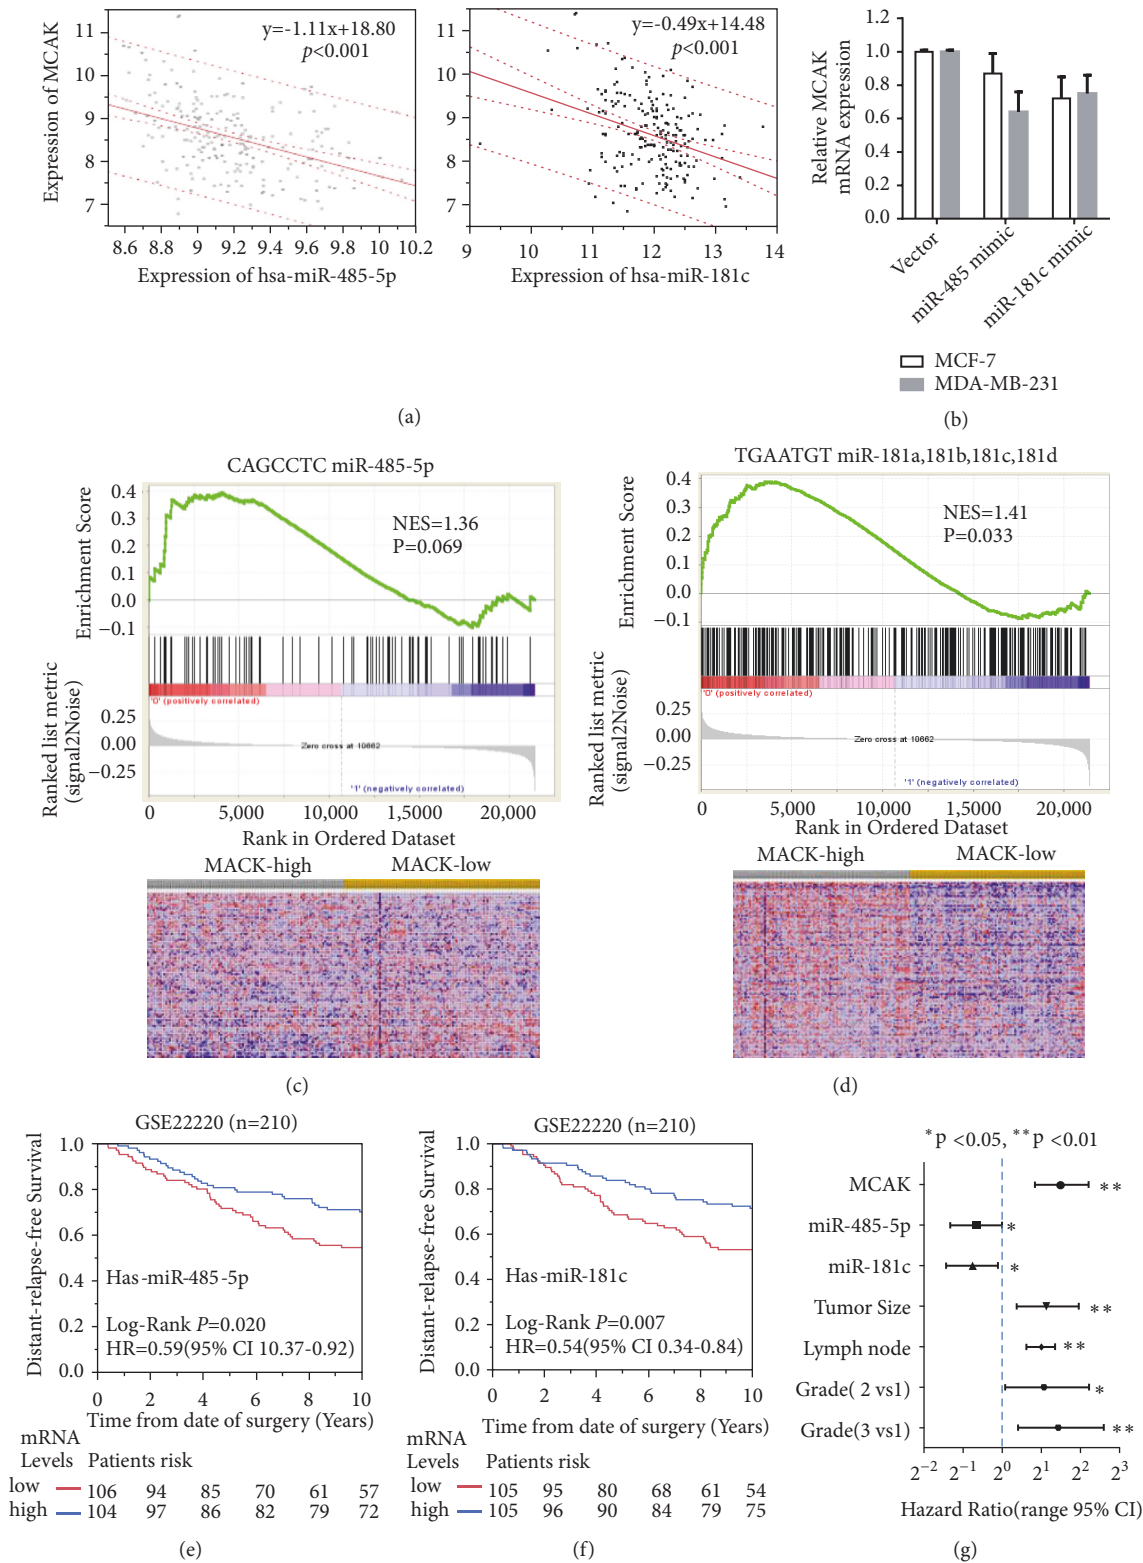 Expression of MCAK
11
10
9
8
7
y=-1.11x+18.80
p<0.001
8.6 8.8 9 9.2 9.4 9.6 9.8 10 10.2
Expression of hsa-miR-485-5p
11
10
9
8
7
y=-0.49x+14.48
p<0.001
9 10 11 12 13 14
Expression of hsa-miR-181c
(a)
Relative MCAK
mRNA expression
1.2
1.0
0.8
0.6
0.4
0.2
0.0
Vector
miR-485 mimic
miR-181c mimic
MCF-7
MDA-MB-231
(b)
CAGCCTC miR-485-5p
Enrichment Score
0.4
0.3
0.2
0.1
0.0
−0.1
NES=1.36
P=0.069
'0' (positively correlated)
Ranked list metric
(signal2Noise)
0.25
0.00
−0.25
Zero cross at 10662
'1' (negatively correlated)
0 5,000 10,000 15,000 20,000
Rank in Ordered Dataset
MACK-high MACK-low
(c)
TGAATGT miR-181a,181b,181c,181d
Enrichment Score
0.4
0.3
0.2
0.1
0.0
−0.1
NES=1.41
P=0.033
'0' (positively correlated)
Ranked list metric
(signal2Noise)
0.25
0.00
−0.25
Zero cross at 10662
'1' (negatively correlated)
0 5,000 10,000 1,5000 20,000
Rank in Ordered Dataset
MACK-high MACK-low
(d)
GSE22220 (n=210)
Distant-relapse-free Survival
1.0
0.8
0.6
0.4
0.2
0.0
Has-miR-485-5p
Log-Rank P=0.020
HR=0.59(95% CI 10.37-0.92)
0 2 4 6 8 10
Time from date of surgery (Years)
mRNA
Levels Patients risk
low 106 94 85 70 61 57
high 104 97 86 82 79 72
(e)
GSE22220 (n=210)
Distant-relapse-free Survival
1.0
0.8
0.6
0.4
0.2
0.0
Has-miR-181c
Log-Rank P=0.007
HR=0.54(95% CI 0.34-0.84)
0 2 4 6 8 10
Time from date of surgery (Years)
mRNA
Levels Patients risk
low 105 95 80 68 61 54
high 105 96 90 84 79 75
(f)
*p <0.05, **p <0.01
MCAK **
miR-485-5p *
miR-181c *
Tumor Size **
Lymph node **
Grade( 2 vs1) *
Grade(3 vs1) **
2⁻² 2⁻¹ 2⁰ 2¹ 2² 2³
Hazard Ratio(range 95% CI)
(g)